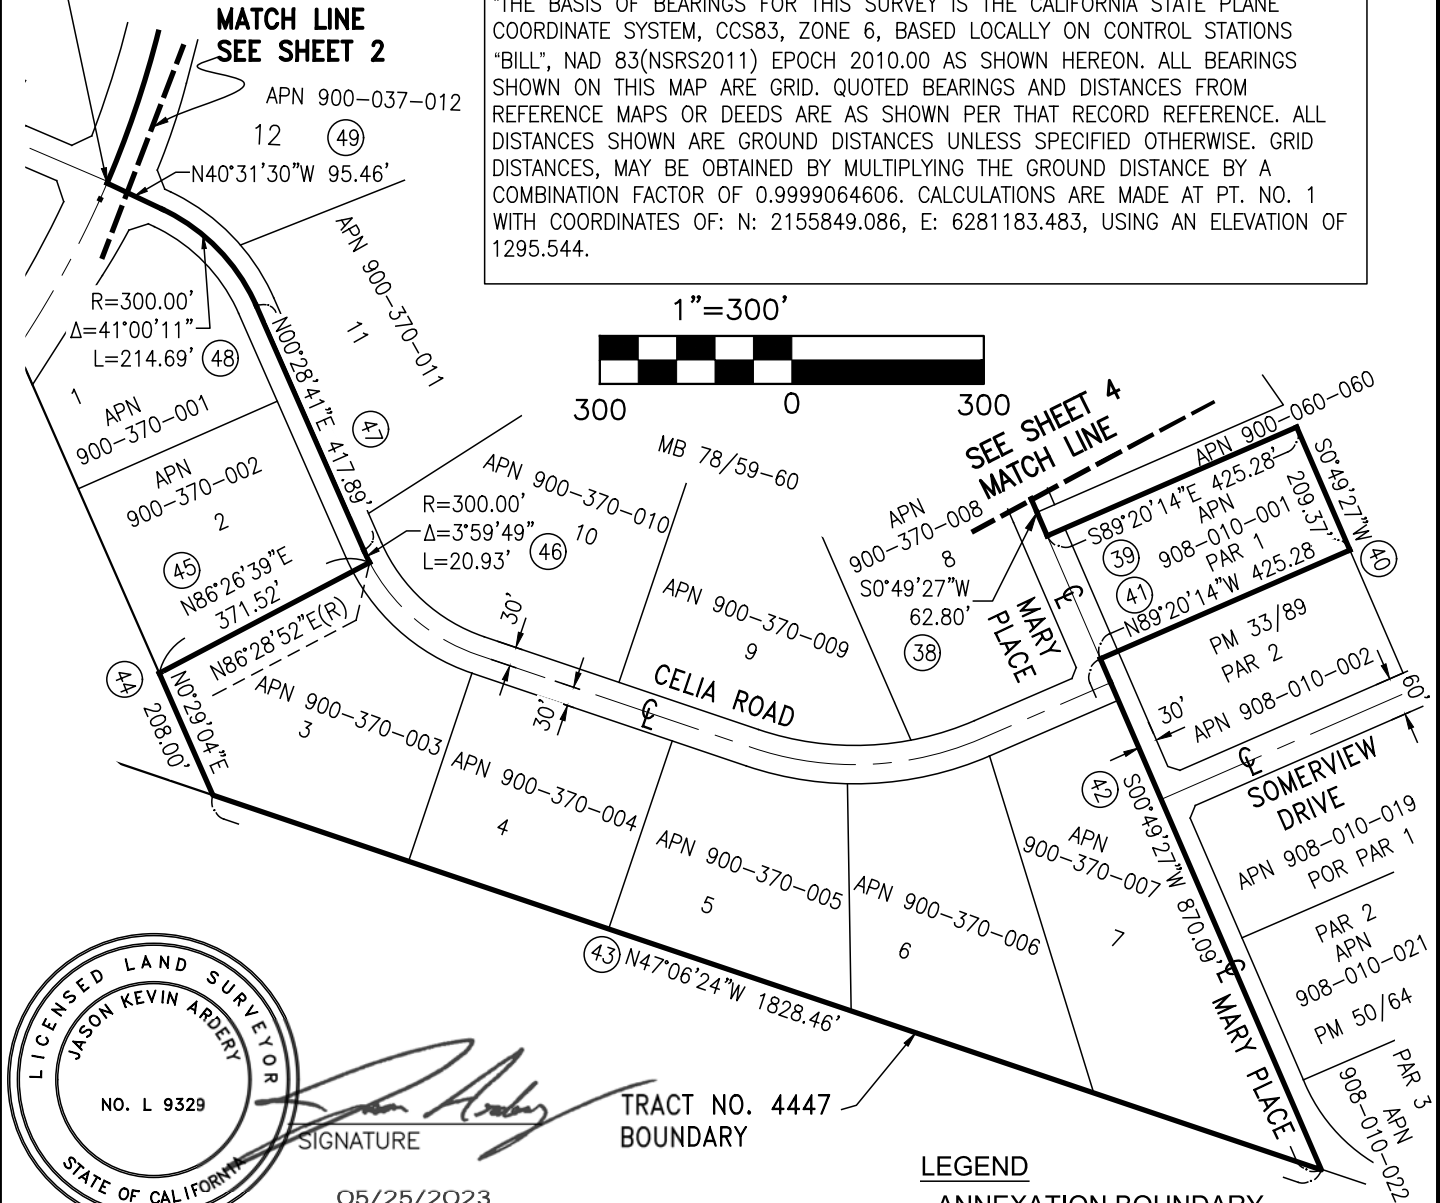 MATCH LINE
SEE SHEET 2
APN 900-037-012
12
49
N40°31'30"W 95.46'
"THE BASIS OF BEARINGS FOR THIS SURVEY IS THE CALIFORNIA STATE PLANE
COORDINATE SYSTEM, CCS83, ZONE 6, BASED LOCALLY ON CONTROL STATIONS
"BILL", NAD 83(NSRS2011) EPOCH 2010.00 AS SHOWN HEREON. ALL BEARINGS
SHOWN ON THIS MAP ARE GRID. QUOTED BEARINGS AND DISTANCES FROM
REFERENCE MAPS OR DEEDS ARE AS SHOWN PER THAT RECORD REFERENCE. ALL
DISTANCES SHOWN ARE GROUND DISTANCES UNLESS SPECIFIED OTHERWISE. GRID
DISTANCES, MAY BE OBTAINED BY MULTIPLYING THE GROUND DISTANCE BY A
COMBINATION FACTOR OF 0.9999064606. CALCULATIONS ARE MADE AT PT. NO. 1
WITH COORDINATES OF: N: 2155849.086, E: 6281183.483, USING AN ELEVATION OF
1295.544.
APN 900-370-011
11
R=300.00'
Δ=41°00'11"
L=214.69'
48
1
APN
900-370-001
N00°28'41"E 417.89'
47
1"=300'
300
0
300
APN
900-370-002
2
45
N86°26'39"E
371.52'
N86°28'52"E(R)
44
N0°29'04"E
208.00'
APN 900-370-010
10
R=300.00'
Δ=3°59'49"
L=20.93'
46
MB 78/59-60
APN 900-370-009
9
APN
900-370-008
8
S0°49'27"W
62.80'
38
SEE SHEET 4
MATCH LINE
MARY
PLACE
℄
APN 900-060-060
S89°20'14"E 425.28'
39
APN
908-010-001
PAR 1
41
S0°49'27"W
209.37'
40
N89°20'14"W 425.28
PM 33/89
PAR 2
APN 908-010-002
30'
60'
30'
30'
CELIA ROAD
℄
APN 900-370-003
3
APN 900-370-004
4
APN 900-370-005
5
APN 900-370-006
6
APN
900-370-007
7
42
S00°49'27"W 870.09'
℄ MARY PLACE
℄
SOMERVIEW
DRIVE
APN 908-010-019
POR PAR 1
PAR 2
APN
908-010-021
PM 50/64
PAR 3
APN
908-010-022
43
N47°06'24"W 1828.46'
TRACT NO. 4447
BOUNDARY
LICENSED LAND SURVEYOR
JASON KEVIN ARDERY
NO. L 9329
STATE OF CALIFORNIA
Jason Ardery
SIGNATURE
05/25/2023
LEGEND
ANNEXATION BOUNDARY